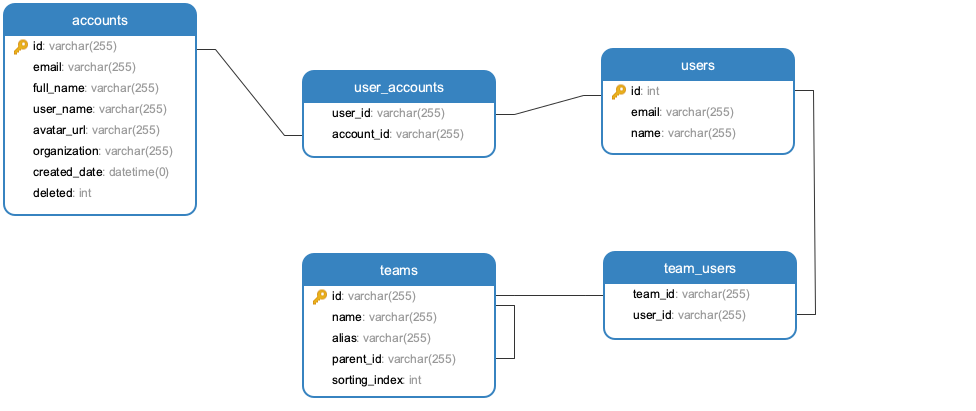 accounts
id: varchar(255)
email: varchar(255)
full_name: varchar(255)
user_name: varchar(255)
avatar_url: varchar(255)
organization: varchar(255)
created_date: datetime(0)
deleted: int
user_accounts
user_id: varchar(255)
account_id: varchar(255)
users
id: int
email: varchar(255)
name: varchar(255)
teams
id: varchar(255)
name: varchar(255)
alias: varchar(255)
parent_id: varchar(255)
sorting_index: int
team_users
team_id: varchar(255)
user_id: varchar(255)